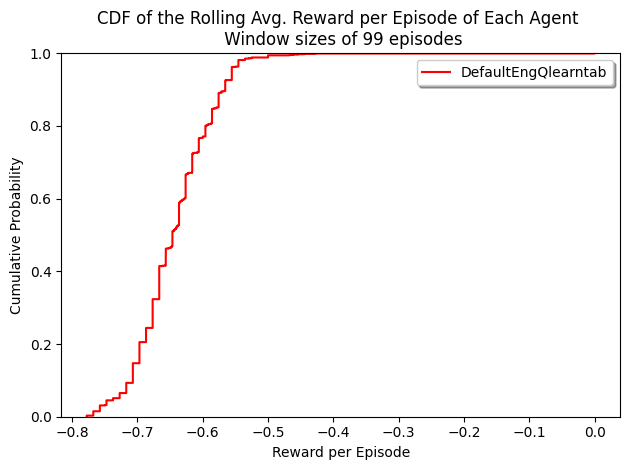 CDF of the Rolling Avg. Reward per Episode of Each Agent
Window sizes of 99 episodes
DefaultEngQlearntab
Cumulative Probability
1.0
0.8
0.6
0.4
0.2
0.0
−0.8 −0.7 −0.6 −0.5 −0.4 −0.3 −0.2 −0.1 0.0
Reward per Episode